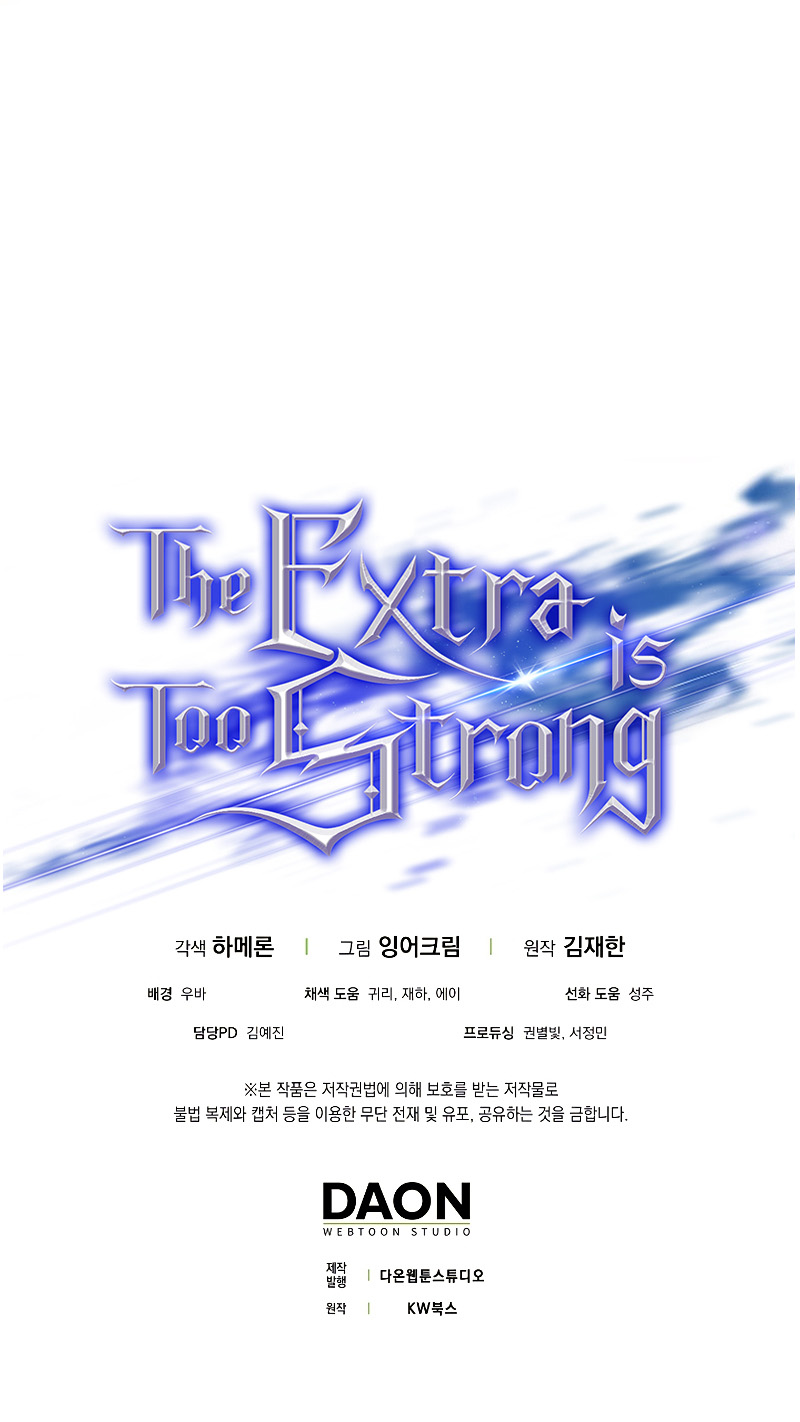 The Extra is
Too Strong
각색 하메론 | 그림 잉어크림 | 원작 김재한
배경 우바 채색 도움 귀리, 재하, 에이 선화 도움 성주
담당PD 김예진 프로듀싱 권별빛, 서정민
※본 작품은 저작권법에 의해 보호를 받는 저작물로
불법 복제와 캡처 등을 이용한 무단 전재 및 유포, 공유하는 것을 금합니다.
DAON
WEBTOON STUDIO
제작
발행 | 다온웹툰스튜디오
원작 | KW북스